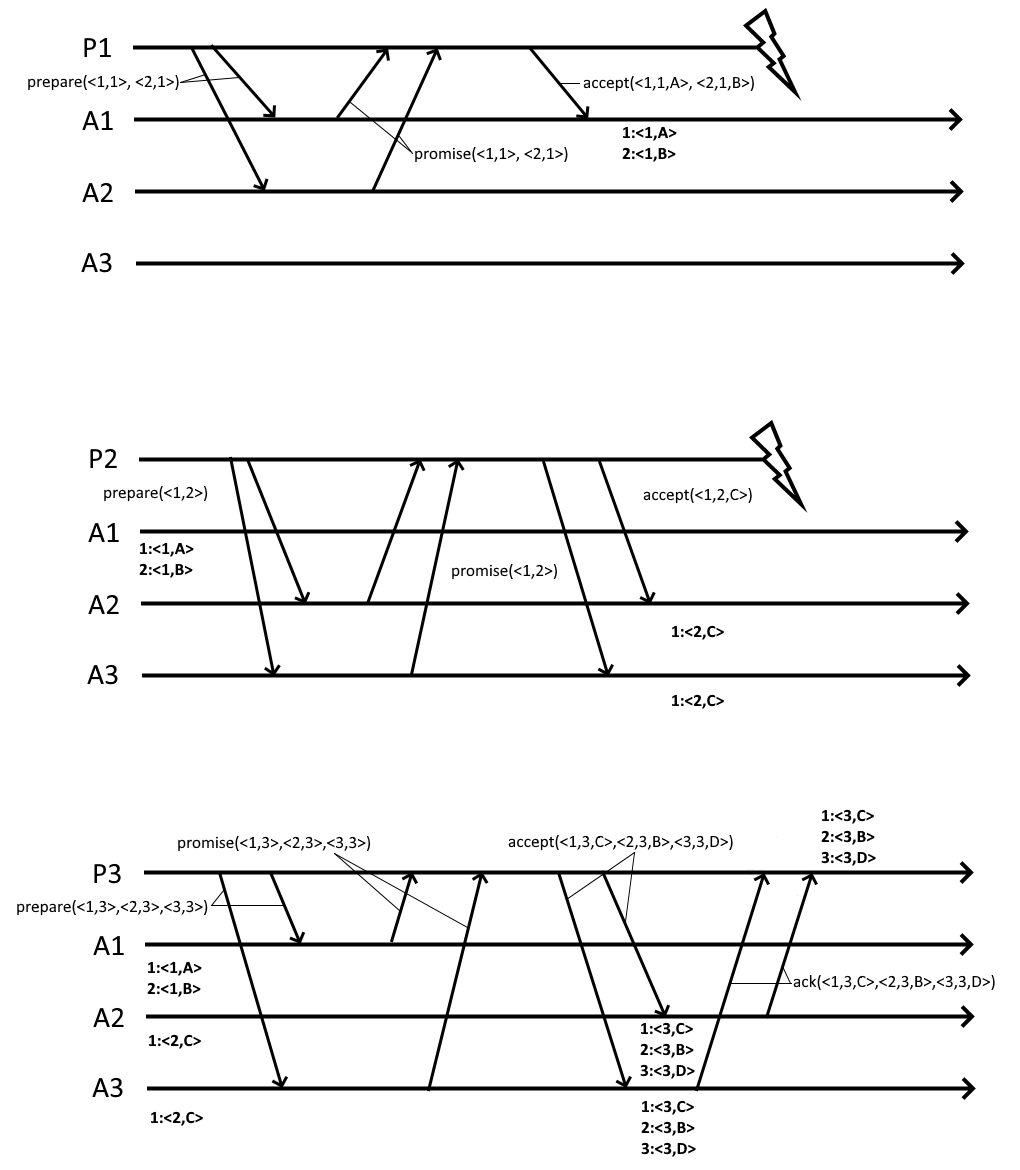 P1
prepare(<1,1>, <2,1>)
accept(<1,1,A>, <2,1,B>)
A1
1:<1,A>
2:<1,B>
promise(<1,1>, <2,1>)
A2
A3
P2
prepare(<1,2>)
accept(<1,2,C>)
A1
1:<1,A>
2:<1,B>
promise(<1,2>)
A2
1:<2,C>
A3
1:<2,C>
1:<3,C>
2:<3,B>
3:<3,D>
promise(<1,3>,<2,3>,<3,3>)
accept(<1,3,C>,<2,3,B>,<3,3,D>)
P3
prepare(<1,3>,<2,3>,<3,3>)
A1
1:<1,A>
2:<1,B>
ack(<1,3,C>,<2,3,B>,<3,3,D>)
A2
1:<3,C>
2:<3,B>
3:<3,D>
1:<2,C>
A3
1:<3,C>
2:<3,B>
3:<3,D>
1:<2,C>